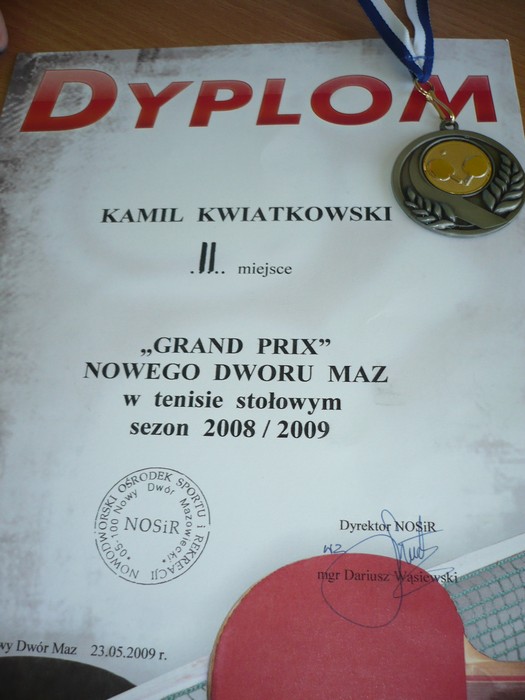 DYPLOM
KAMIL KWIATKOWSKI
.II.. miejsce
„GRAND PRIX”
NOWEGO DWORU MAZ
w tenisie stołowym
sezon 2008 / 2009
NOWODWORSKI OŚRODEK SPORTU i REKREACJI
*05-100 Nowy Dwór Mazowiecki*
NOSiR
Dyrektor NOSiR
wz
mgr Dariusz Wąsiewski
wy Dwór Maz 23.05.2009 r.